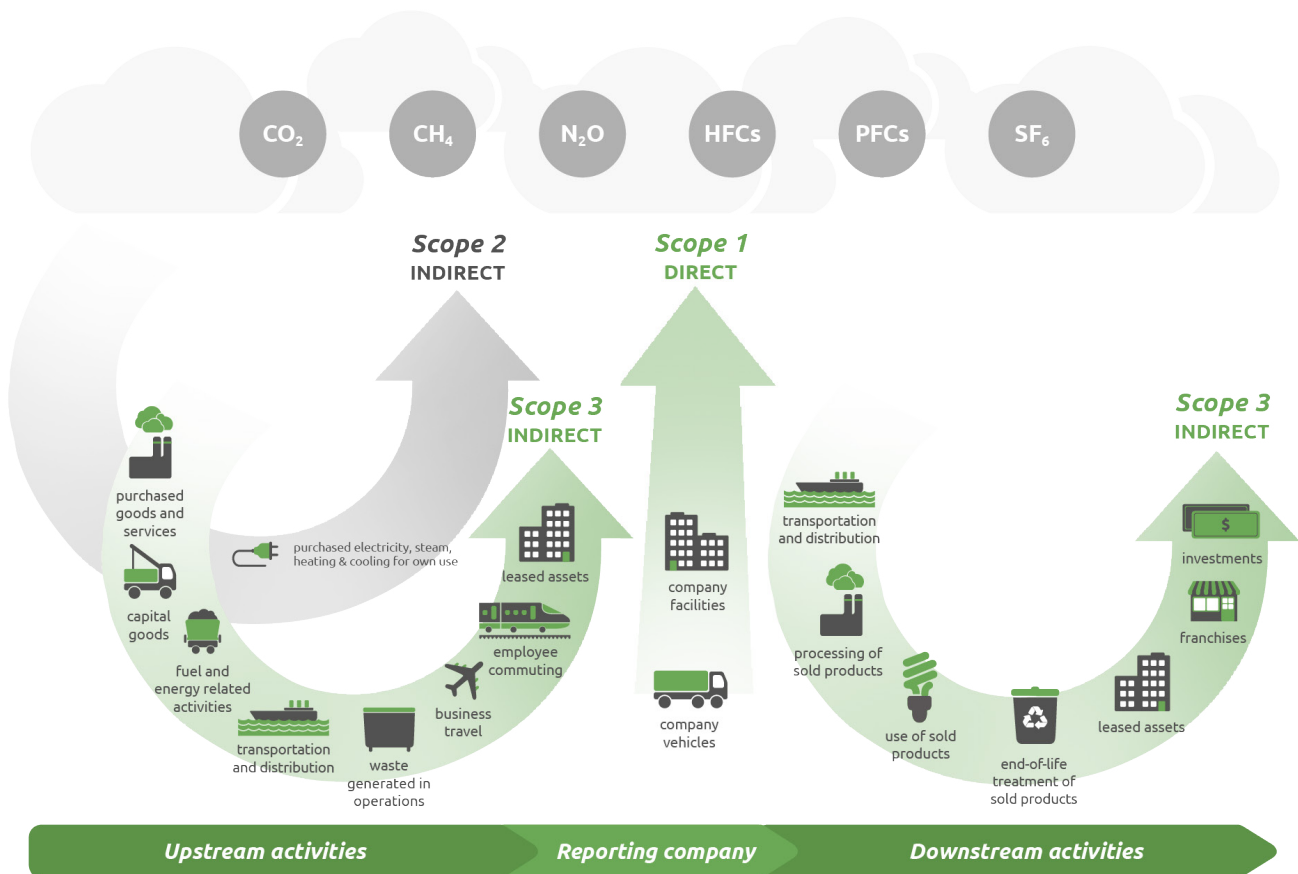 CO₂
CH₄
N₂O
HFCs
PFCs
SF₆
Scope 2
INDIRECT
Scope 1
DIRECT
Scope 3
INDIRECT
Scope 3
INDIRECT
purchased
goods and
services
capital
goods
fuel and
energy related
activities
transportation
and distribution
waste
generated in
operations
business
travel
employee
commuting
leased assets
purchased electricity, steam,
heating & cooling for own use
company
facilities
company
vehicles
transportation
and distribution
processing of
sold products
use of sold
products
end-of-life
treatment of
sold products
leased assets
franchises
$
investments
Upstream activities
Reporting company
Downstream activities